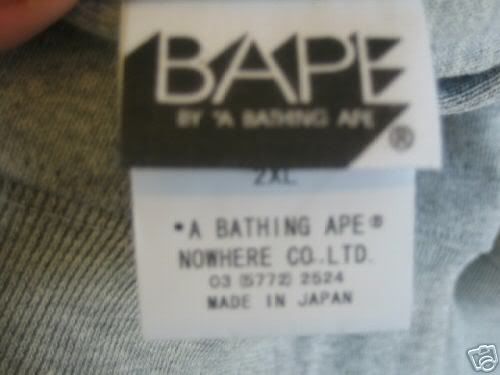 BAPE
BY *A BATHING APE
®
2XL
*A BATHING APE®
NOWHERE CO.,LTD.
03 (5772) 2524
MADE IN JAPAN